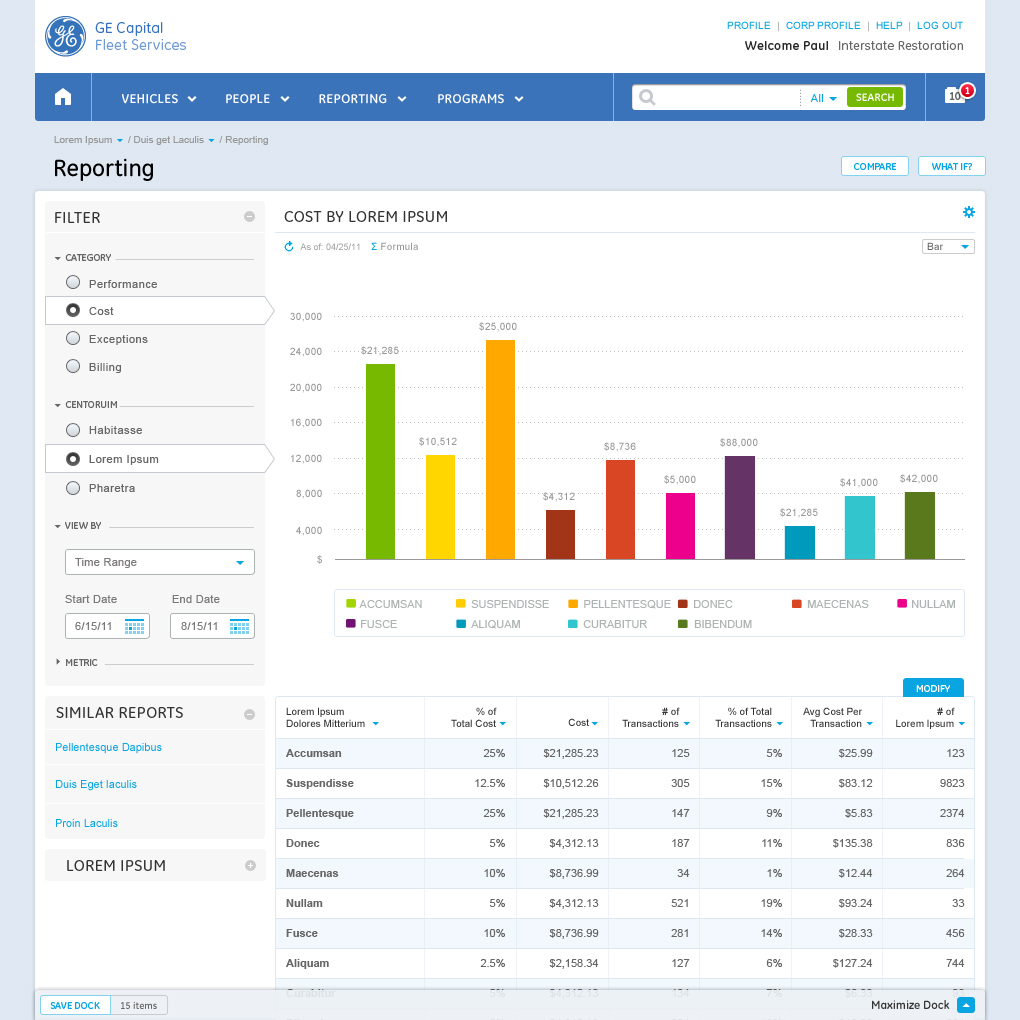 GE Capital
Fleet Services
PROFILE | CORP PROFILE | HELP | LOG OUT
Welcome Paul Interstate Restoration
VEHICLES PEOPLE REPORTING PROGRAMS All SEARCH 10 1
Lorem Ipsum / Duis get Laculis / Reporting
Reporting
COMPARE WHAT IF?
FILTER
CATEGORY
Performance
Cost
Exceptions
Billing
CENTORUIM
Habitasse
Lorem Ipsum
Pharetra
VIEW BY
Time Range
Start Date End Date
6/15/11 8/15/11
METRIC
SIMILAR REPORTS
Pellentesque Dapibus
Duis Eget Iaculis
Proin Laculis
LOREM IPSUM
COST BY LOREM IPSUM
As of: 04/25/11 Σ Formula
Bar
30,000
24,000
20,000
16,000
12,000
8,000
4,000
$
$21,285
$10,512
$25,000
$4,312
$8,736
$5,000
$88,000
$21,285
$41,000
$42,000
ACCUMSAN SUSPENDISSE PELLENTESQUE DONEC MAECENAS NULLAM
FUSCE ALIQUAM CURABITUR BIBENDUM
MODIFY
Lorem Ipsum Dolores Mitterium % of Total Cost Cost # of Transactions % of Total Transactions Avg Cost Per Transaction # of Lorem Ipsum
Accumsan 25% $21,285.23 125 5% $25.99 123
Suspendisse 12.5% $10,512.26 305 15% $83.12 9823
Pellentesque 25% $21,285.23 147 9% $5.83 2374
Donec 5% $4,312.13 187 11% $135.38 836
Maecenas 10% $8,736.99 34 1% $12.44 264
Nullam 5% $4,312.13 521 19% $93.24 33
Fusce 10% $8,736.99 281 14% $28.33 456
Aliquam 2.5% $2,158.34 127 6% $127.24 744
Curabitur 5% $4,312.13 134 7%
SAVE DOCK 15 items
Maximize Dock